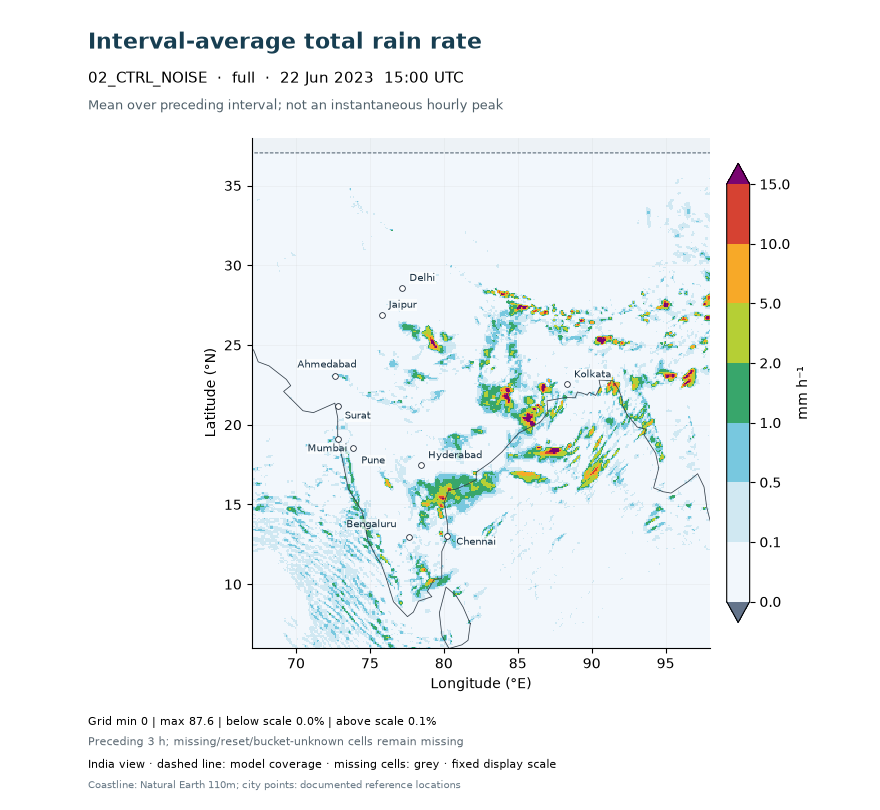 Interval-average total rain rate
02_CTRL_NOISE · full · 22 Jun 2023 15:00 UTC
Mean over preceding interval; not an instantaneous hourly peak
35
30
25
20
15
10
Latitude (°N)
70
75
80
85
90
95
Longitude (°E)
Delhi
Jaipur
Ahmedabad
Kolkata
Surat
Mumbai
Pune
Hyderabad
Bengaluru
Chennai
15.0
10.0
5.0
2.0
1.0
0.5
0.1
0.0
mm h⁻¹
Grid min 0 | max 87.6 | below scale 0.0% | above scale 0.1%
Preceding 3 h; missing/reset/bucket-unknown cells remain missing
India view · dashed line: model coverage · missing cells: grey · fixed display scale
Coastline: Natural Earth 110m; city points: documented reference locations